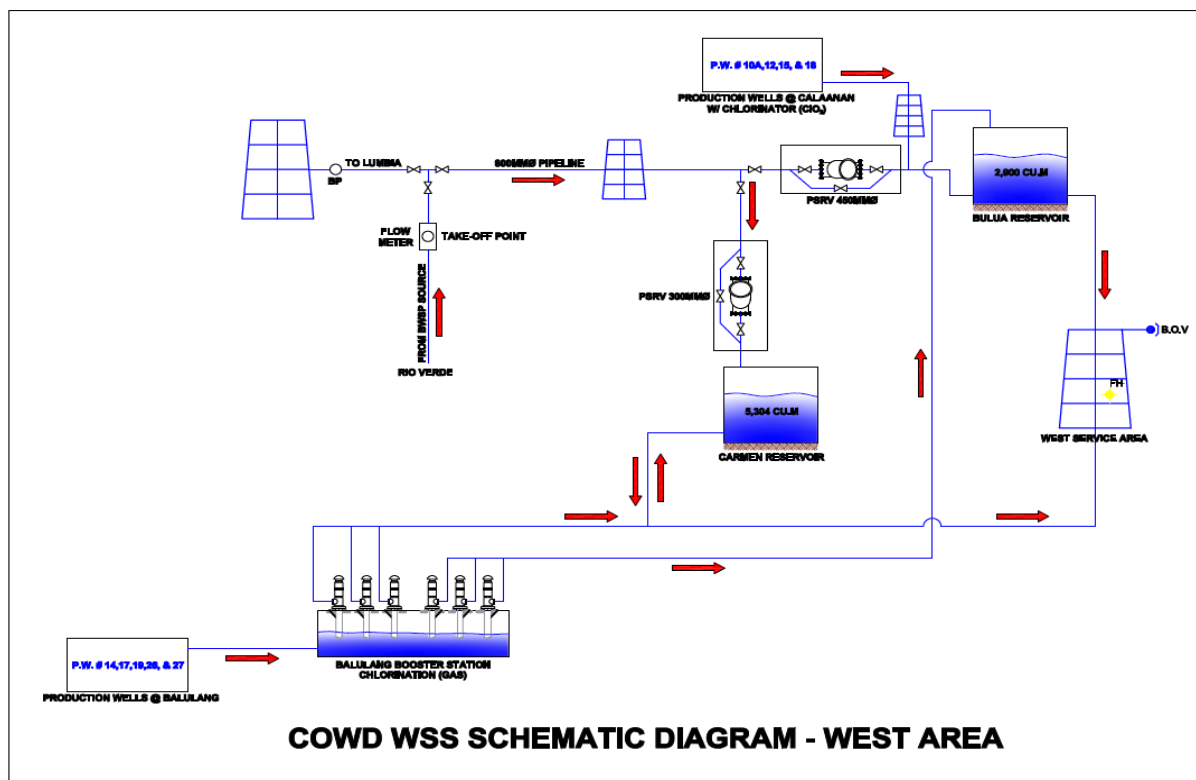 P.W. # 10A,12,15, & 18
PRODUCTION WELLS @ CALAANAN
W/ CHLORINATOR (ClO₂)
TO LUMBIA
BP
800MMØ PIPELINE
PSRV 450MMØ
2,900 CU.M
BULUA RESERVOIR
FLOW
METER
TAKE-OFF POINT
FROM BWSP SOURCE
RIO VERDE
PSRV 300MMØ
B.O.V
FH
WEST SERVICE AREA
5,304 CU.M
CARMEN RESERVOIR
P.W. # 14,17,19,26, & 27
PRODUCTION WELLS @ BALULANG
BALULANG BOOSTER STATION
CHLORINATION (GAS)
COWD WSS SCHEMATIC DIAGRAM - WEST AREA